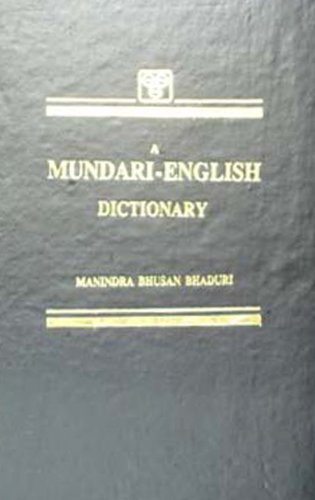 A
MUNDARI-ENGLISH
DICTIONARY
MANINDRA BHUSAN BHADURI